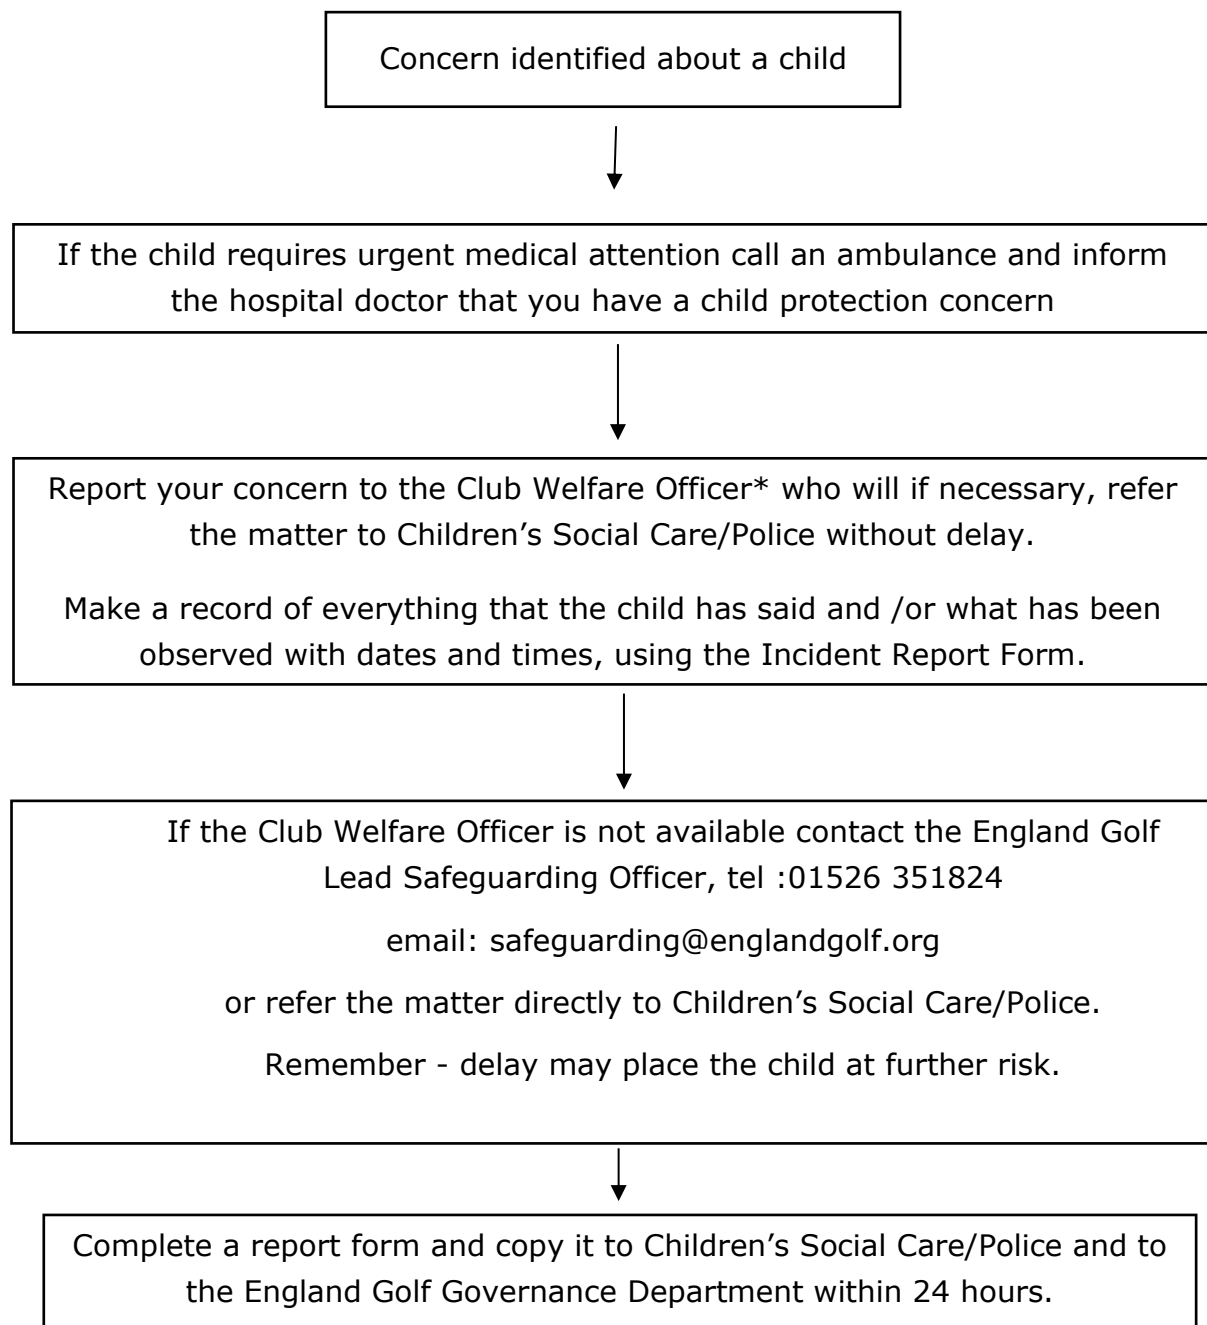 Concern identified about a child
If the child requires urgent medical attention call an ambulance and inform
the hospital doctor that you have a child protection concern
Report your concern to the Club Welfare Officer* who will if necessary, refer
the matter to Children’s Social Care/Police without delay.
Make a record of everything that the child has said and /or what has been
observed with dates and times, using the Incident Report Form.
If the Club Welfare Officer is not available contact the England Golf
Lead Safeguarding Officer, tel :01526 351824
email: safeguarding@englandgolf.org
or refer the matter directly to Children’s Social Care/Police.
Remember - delay may place the child at further risk.
Complete a report form and copy it to Children’s Social Care/Police and to
the England Golf Governance Department within 24 hours.